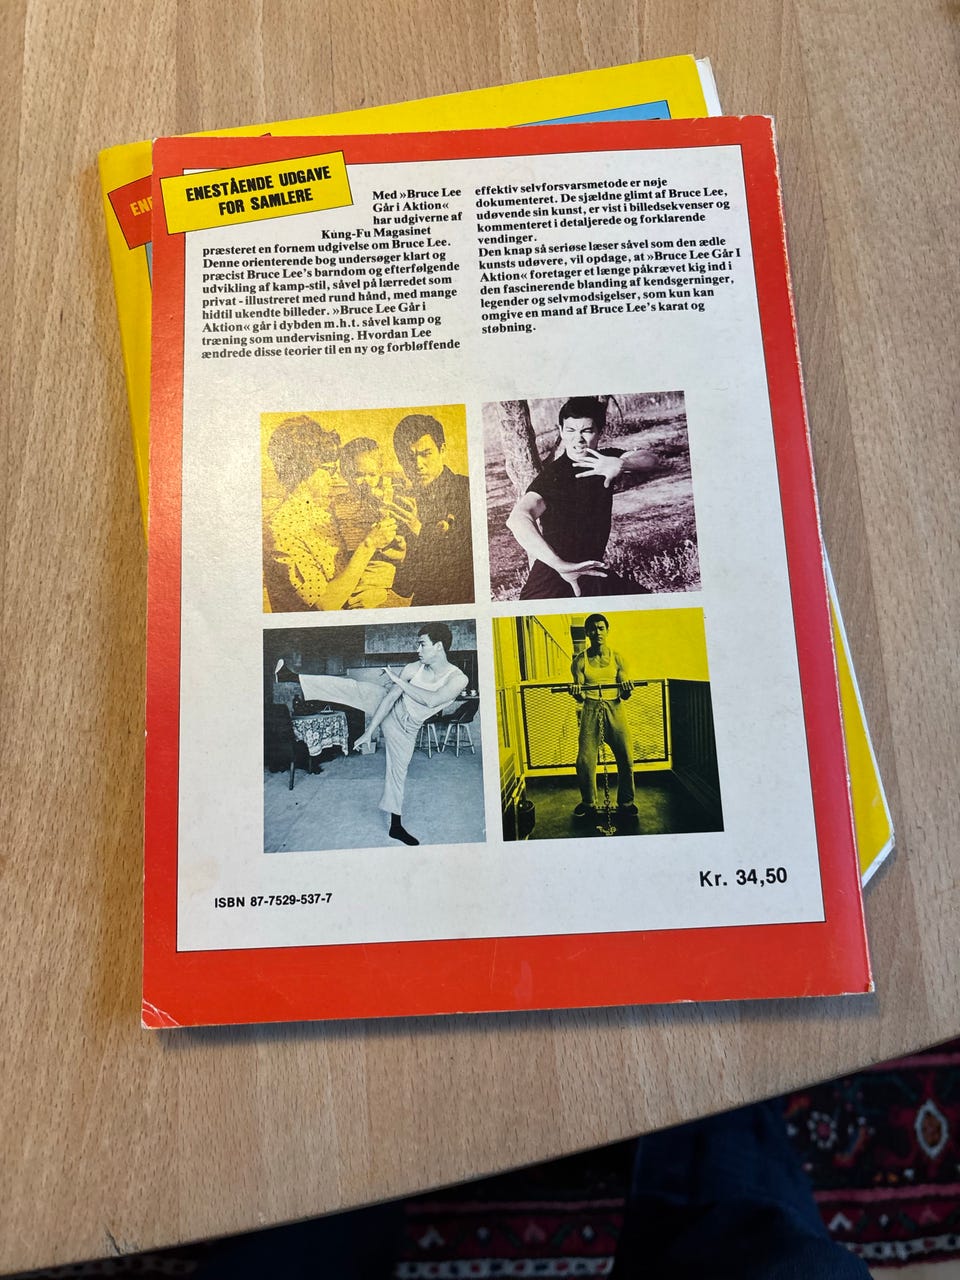 ENESTÅENDE UDGAVE
FOR SAMLERE
Med »Bruce Lee
Går i Aktion«
har udgiverne af
Kung-Fu Magasinet
præsteret en fornem udgivelse om Bruce Lee.
Denne orienterende bog undersøger klart og
præcist Bruce Lee's barndom og efterfølgende
udvikling af kamp-stil, såvel på lærredet som
privat - illustreret med rund hånd, med mange
hidtil ukendte billeder. »Bruce Lee Går i
Aktion« går i dybden m.h.t. såvel kamp og
træning som undervisning. Hvordan Lee
ændrede disse teorier til en ny og forbløffende
effektiv selvforsvarsmetode er nøje
dokumenteret. De sjældne glimt af Bruce Lee,
udøvende sin kunst, er vist i billedsekvenser og
kommenteret i detaljerede og forklarende
vendinger.
Den knap så seriøse læser såvel som den ædle
kunsts udøvere, vil opdage, at »Bruce Lee Går I
Aktion« foretager et længe påkrævet kig ind i
den fascinerende blanding af kendsgerninger,
legender og selvmodsigelser, som kun kan
omgive en mand af Bruce Lee's karat og
støbning.
ISBN 87-7529-537-7
Kr. 34,50